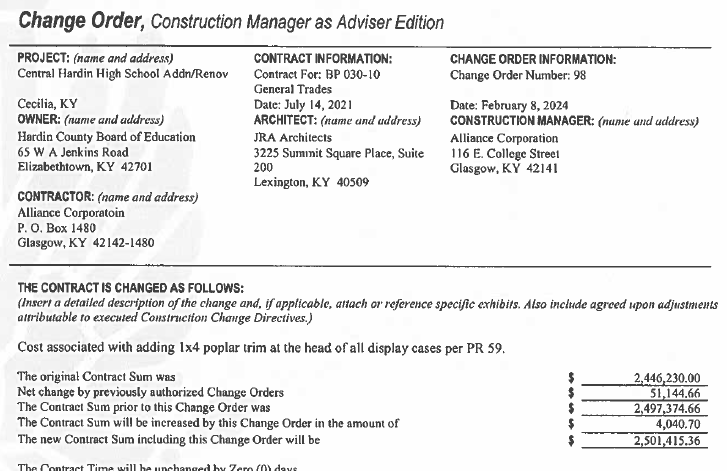 Change Order, Construction Manager as Adviser Edition
PROJECT: (name and address)
Central Hardin High School Addn/Renov
Cecilia, KY
OWNER: (name and address)
Hardin County Board of Education
65 W A Jenkins Road
Elizabethtown, KY 42701
CONTRACTOR: (name and address)
Alliance Corporatoin
P. O. Box 1480
Glasgow, KY 42142-1480
CONTRACT INFORMATION:
Contract For: BP 030-10
General Trades
Date: July 14, 2021
ARCHITECT: (name and address)
JRA Architects
3225 Summit Square Place, Suite
200
Lexington, KY 40509
CHANGE ORDER INFORMATION:
Change Order Number: 98
Date: February 8, 2024
CONSTRUCTION MANAGER: (name and address)
Alliance Corporation
116 E. College Street
Glasgow, KY 42141
THE CONTRACT IS CHANGED AS FOLLOWS:
(Insert a detailed description of the change and, if applicable, attach or reference specific exhibits. Also include agreed upon adjustments
attributable to executed Construction Change Directives.)
Cost associated with adding 1x4 poplar trim at the head of all display cases per PR 59.
The original Contract Sum was $ 2,446,230.00
Net change by previously authorized Change Orders $ 51,144.66
The Contract Sum prior to this Change Order was $ 2,497,374.66
The Contract Sum will be increased by this Change Order in the amount of $ 4,040.70
The new Contract Sum including this Change Order will be $ 2,501,415.36
The Contract Time will be unchanged by Zero (0) days